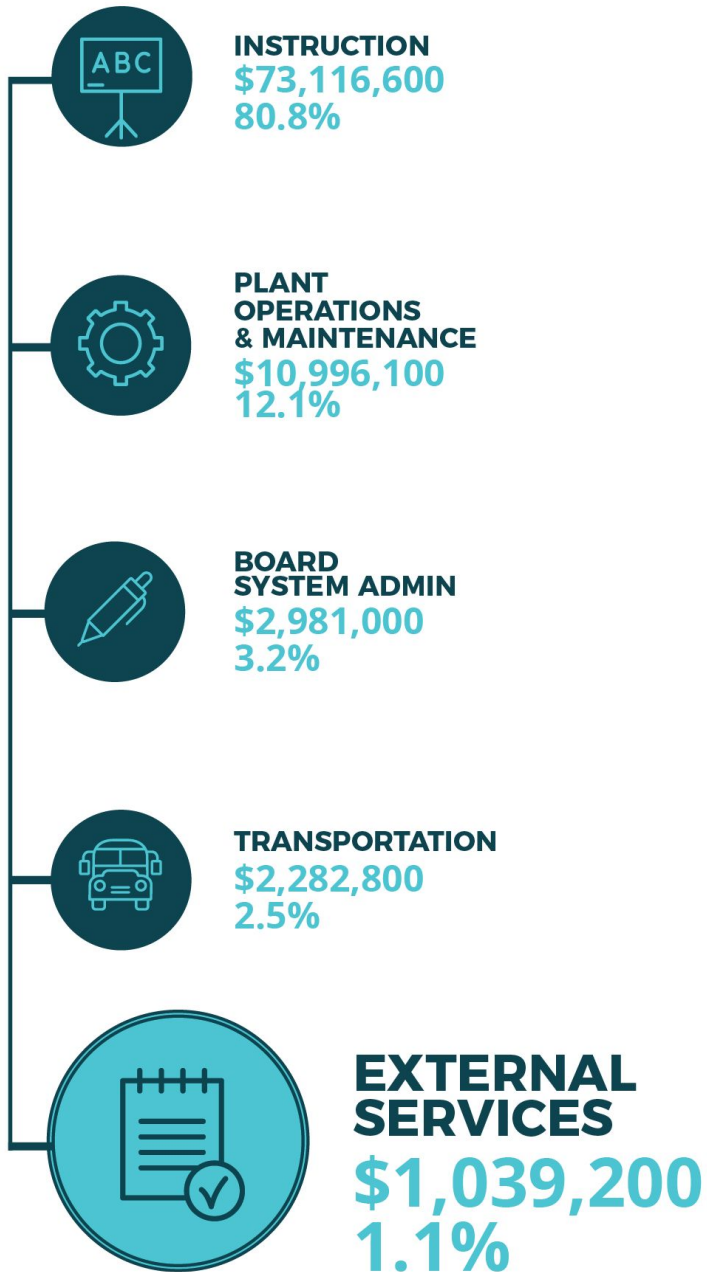 ABC
INSTRUCTION
$73,116,600
80.8%
PLANT
OPERATIONS
& MAINTENANCE
$10,996,100
12.1%
BOARD
SYSTEM ADMIN
$2,981,000
3.2%
TRANSPORTATION
$2,282,800
2.5%
EXTERNAL
SERVICES
$1,039,200
1.1%